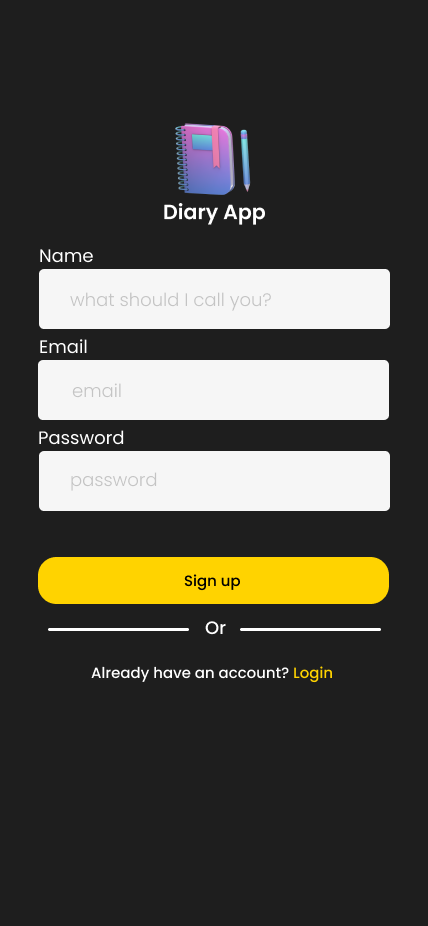 Diary App
Name
what should I call you?
Email
email
Password
password
Sign up
Or
Already have an account? Login